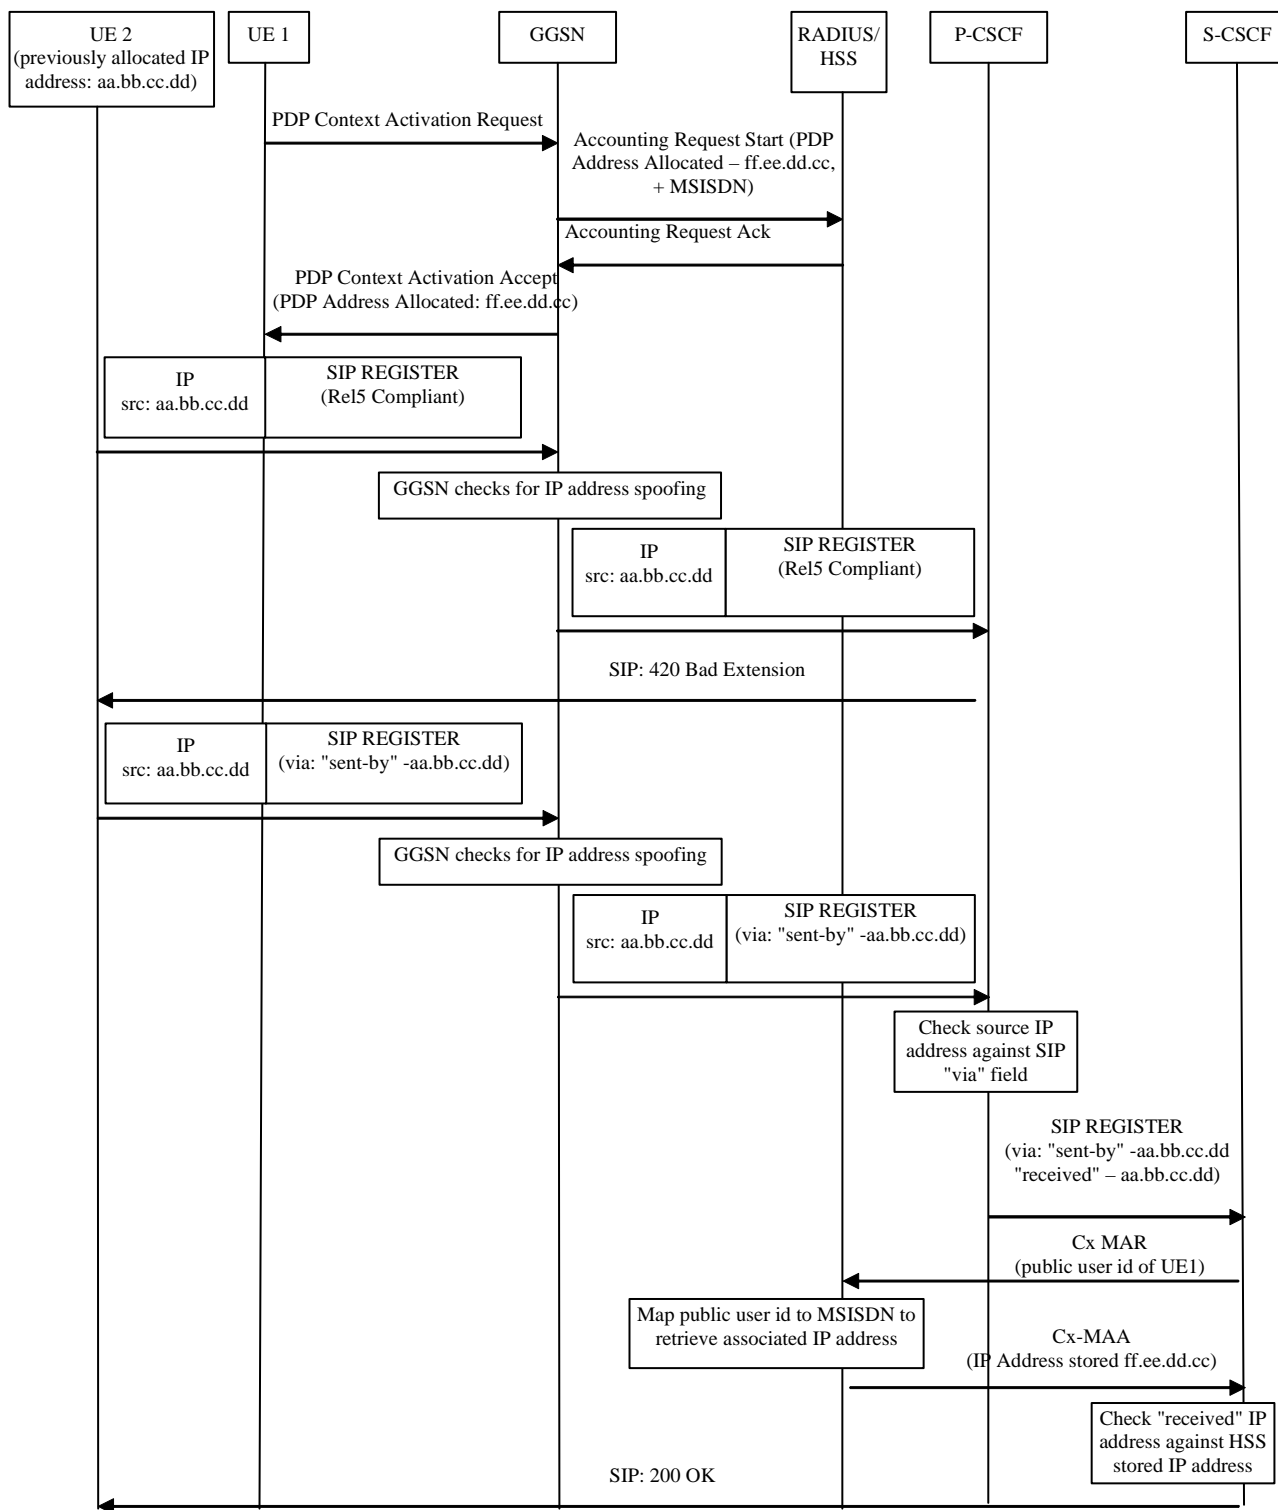 UE 2
(previously allocated IP
address: aa.bb.cc.dd)
UE 1
GGSN
RADIUS/
HSS
P-CSCF
S-CSCF
PDP Context Activation Request
Accounting Request Start (PDP
Address Allocated – ff.ee.dd.cc,
+ MSISDN)
Accounting Request Ack
PDP Context Activation Accept
(PDP Address Allocated: ff.ee.dd.cc)
IP
src: aa.bb.cc.dd
SIP REGISTER
(Rel5 Compliant)
GGSN checks for IP address spoofing
IP
src: aa.bb.cc.dd
SIP REGISTER
(Rel5 Compliant)
SIP: 420 Bad Extension
IP
src: aa.bb.cc.dd
SIP REGISTER
(via: "sent-by" -aa.bb.cc.dd)
GGSN checks for IP address spoofing
IP
src: aa.bb.cc.dd
SIP REGISTER
(via: "sent-by" -aa.bb.cc.dd)
Check source IP
address against SIP
"via" field
SIP REGISTER
(via: "sent-by" -aa.bb.cc.dd
"received" – aa.bb.cc.dd)
Cx MAR
(public user id of UE1)
Map public user id to MSISDN to
retrieve associated IP address
Cx-MAA
(IP Address stored ff.ee.dd.cc)
Check "received" IP
address against HSS
stored IP address
SIP: 200 OK